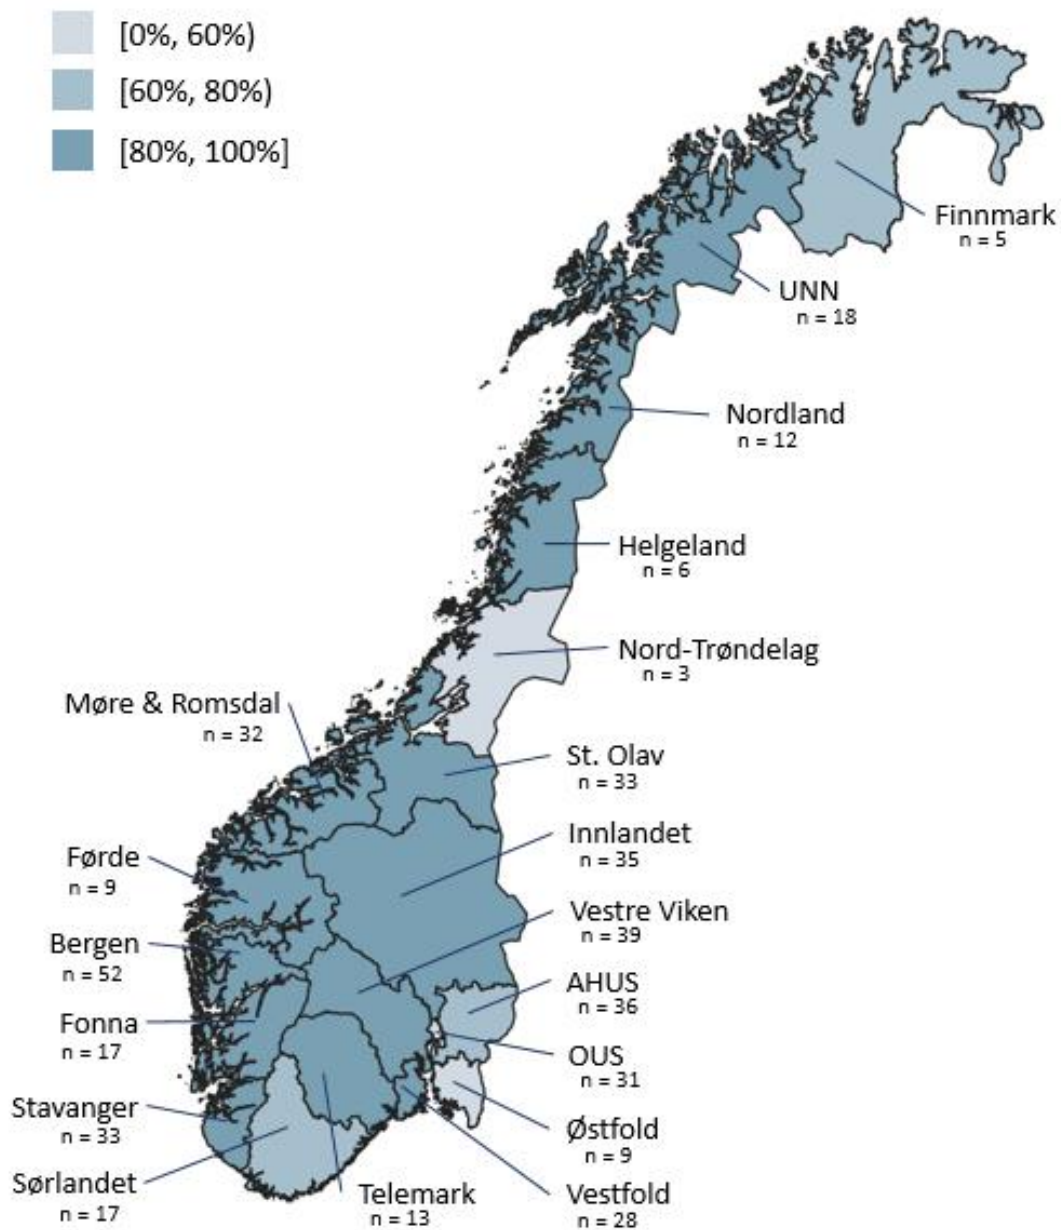 [0%, 60%)
[60%, 80%)
[80%, 100%]
Finnmark
n = 5
UNN
n = 18
Nordland
n = 12
Helgeland
n = 6
Nord-Trøndelag
n = 3
Møre & Romsdal
n = 32
St. Olav
n = 33
Innlandet
n = 35
Førde
n = 9
Vestre Viken
n = 39
Bergen
n = 52
AHUS
n = 36
Fonna
n = 17
OUS
n = 31
Stavanger
n = 33
Østfold
n = 9
Sørlandet
n = 17
Telemark
n = 13
Vestfold
n = 28